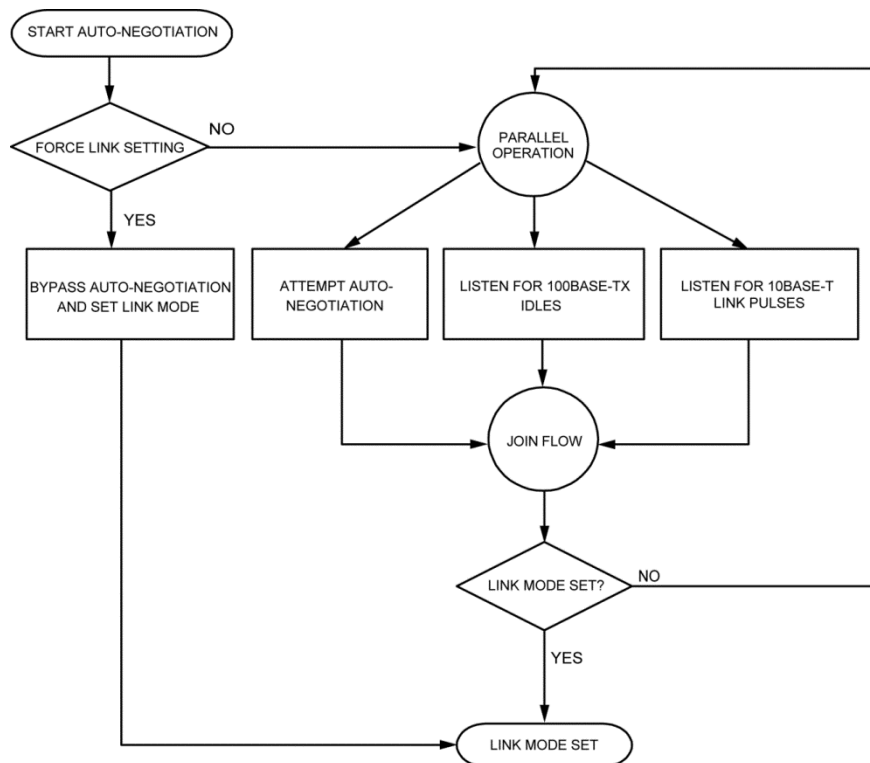 START AUTO-NEGOTIATION
FORCE LINK SETTING
NO
PARALLEL
OPERATION
YES
BYPASS AUTO-NEGOTIATION
AND SET LINK MODE
ATTEMPT AUTO-
NEGOTIATION
LISTEN FOR 100BASE-TX
IDLES
LISTEN FOR 10BASE-T
LINK PULSES
JOIN FLOW
LINK MODE SET?
NO
YES
LINK MODE SET